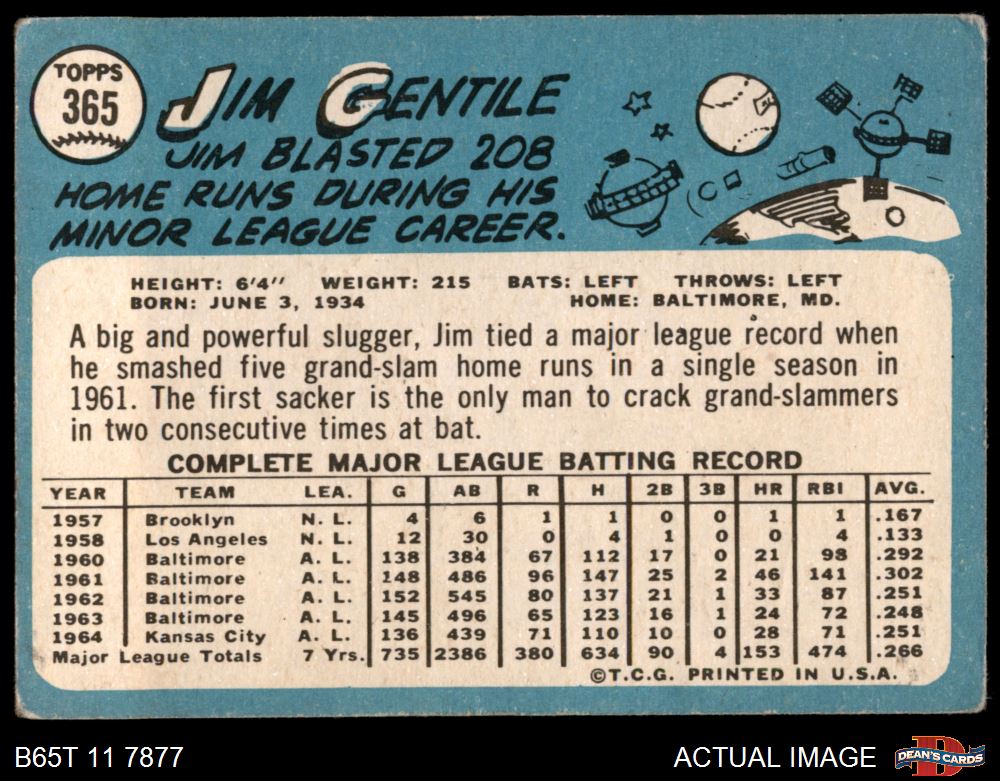 TOPPS
365
JIM GENTILE
JIM BLASTED 208
HOME RUNS DURING HIS
MINOR LEAGUE CAREER.
HEIGHT: 6'4" WEIGHT: 215 BATS: LEFT THROWS: LEFT
BORN: JUNE 3, 1934 HOME: BALTIMORE, MD.
A big and powerful slugger, Jim tied a major league record when
he smashed five grand-slam home runs in a single season in
1961. The first sacker is the only man to crack grand-slammers
in two consecutive times at bat.
COMPLETE MAJOR LEAGUE BATTING RECORD
YEAR TEAM LEA. G AB R H 2B 3B HR RBI AVG.
1957 Brooklyn N. L. 4 6 1 1 0 0 1 1 .167
1958 Los Angeles N. L. 12 30 0 4 1 0 0 4 .133
1960 Baltimore A. L. 138 384 67 112 17 0 21 98 .292
1961 Baltimore A. L. 148 486 96 147 25 2 46 141 .302
1962 Baltimore A. L. 152 545 80 137 21 1 33 87 .251
1963 Baltimore A. L. 145 496 65 123 16 1 24 72 .248
1964 Kansas City A. L. 136 439 71 110 10 0 28 71 .251
Major League Totals 7 Yrs. 735 2386 380 634 90 4 153 474 .266
©T.C.G. PRINTED IN U.S.A.
B65T 11 7877
ACTUAL IMAGE
D
DEAN'S CARDS